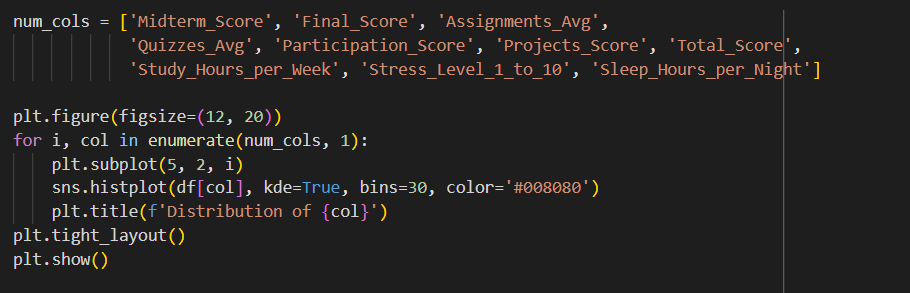 num_cols = ['Midterm_Score', 'Final_Score', 'Assignments_Avg',
            'Quizzes_Avg', 'Participation_Score', 'Projects_Score', 'Total_Score',
            'Study_Hours_per_Week', 'Stress_Level_1_to_10', 'Sleep_Hours_per_Night']

plt.figure(figsize=(12, 20))
for i, col in enumerate(num_cols, 1):
    plt.subplot(5, 2, i)
    sns.histplot(df[col], kde=True, bins=30, color='#008080')
    plt.title(f'Distribution of {col}')
plt.tight_layout()
plt.show()